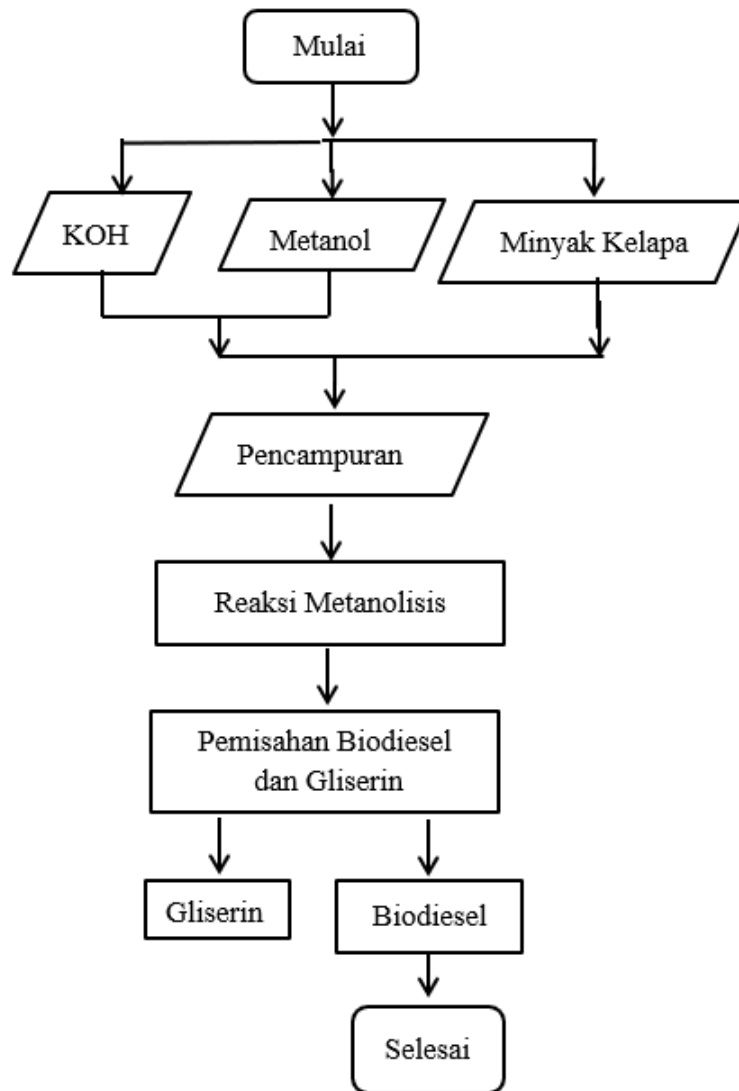 Mulai
KOH
Metanol
Minyak Kelapa
Pencampuran
Reaksi Metanolisis
Pemisahan Biodiesel
dan Gliserin
Gliserin
Biodiesel
Selesai